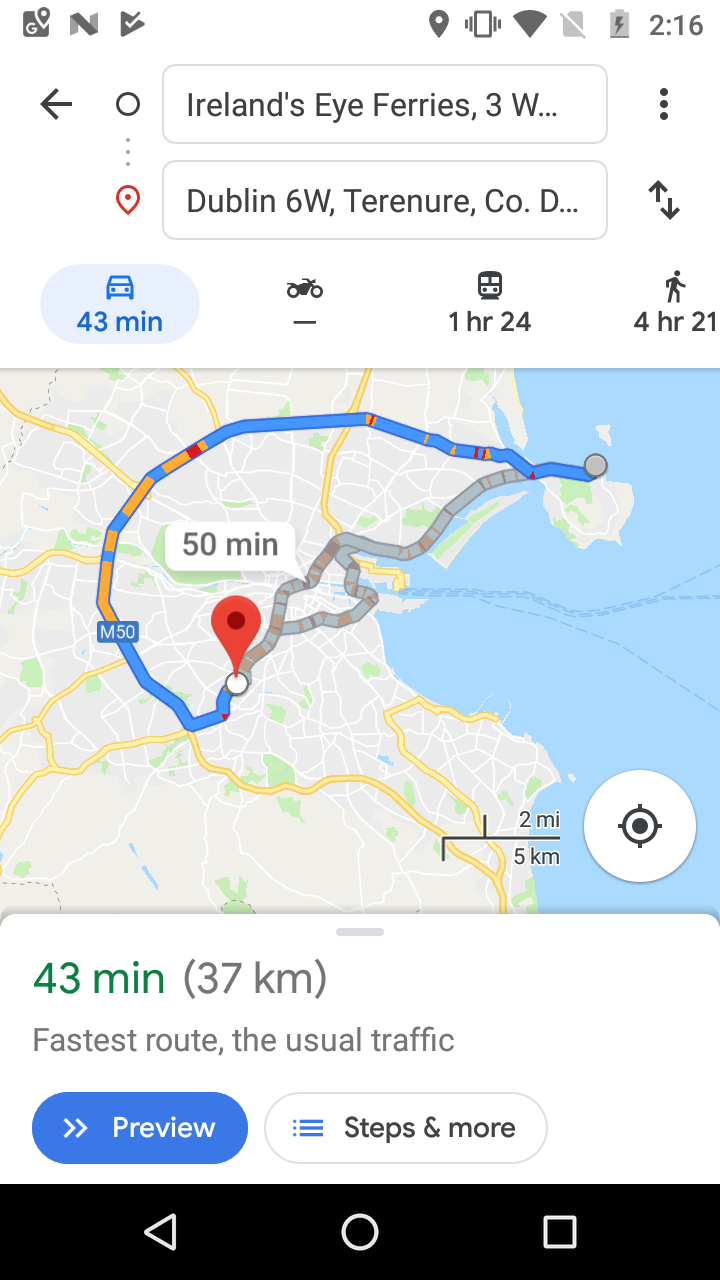 2:16
Ireland's Eye Ferries, 3 W...
Dublin 6W, Terenure, Co. D...
43 min
—
1 hr 24
4 hr 21
50 min
M50
2 mi
5 km
43 min (37 km)
Fastest route, the usual traffic
Preview
Steps & more